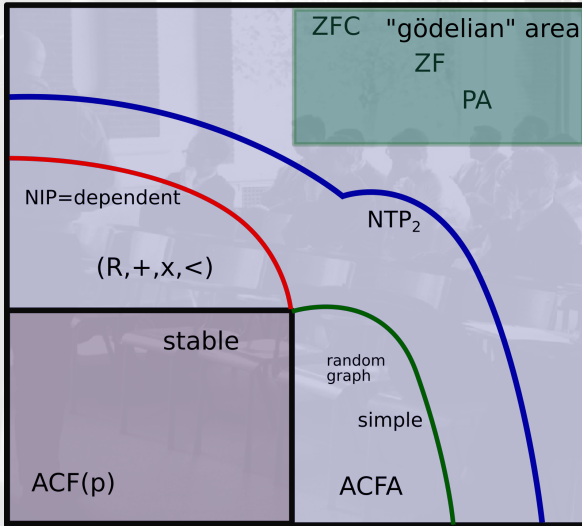 ZFC "gödelian" area
ZF
PA
NIP=dependent
NTP₂
(R,+,x,<)
stable
random
graph
simple
ACF(p)
ACFA